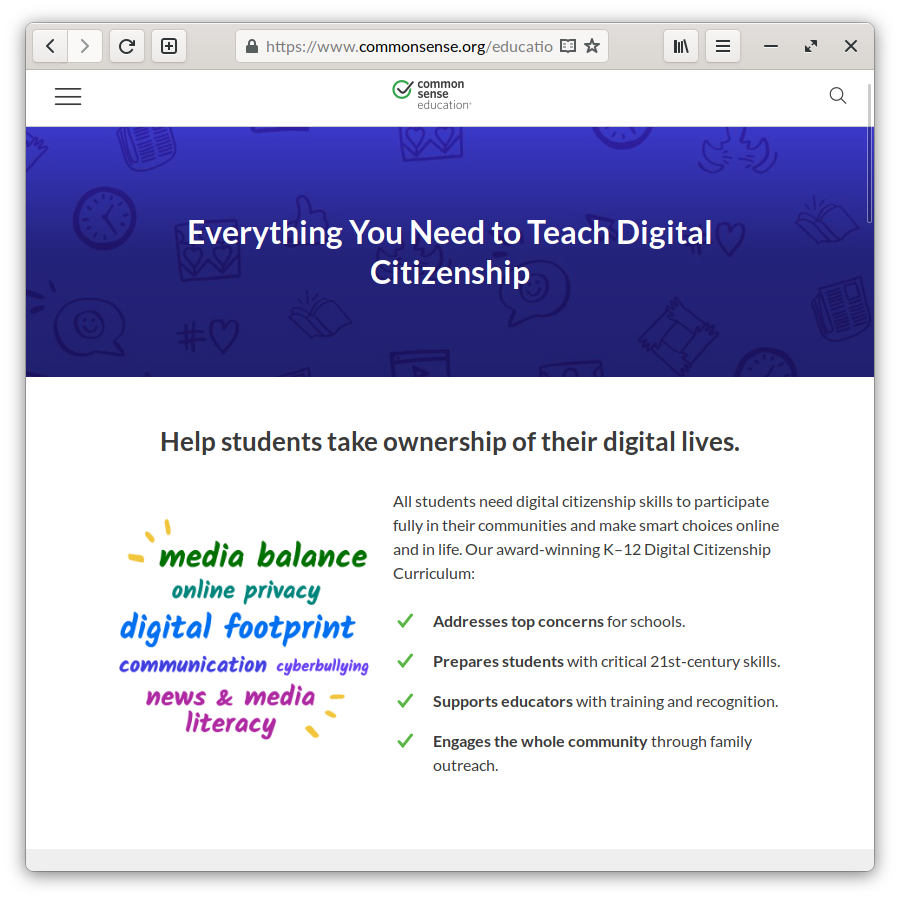 https://www.commonsense.org/educatio
common
sense
education
Everything You Need to Teach Digital
Citizenship
Help students take ownership of their digital lives.
media balance
online privacy
digital footprint
communication cyberbullying
news & media
literacy
All students need digital citizenship skills to participate
fully in their communities and make smart choices online
and in life. Our award-winning K–12 Digital Citizenship
Curriculum:
Addresses top concerns for schools.
Prepares students with critical 21st-century skills.
Supports educators with training and recognition.
Engages the whole community through family
outreach.